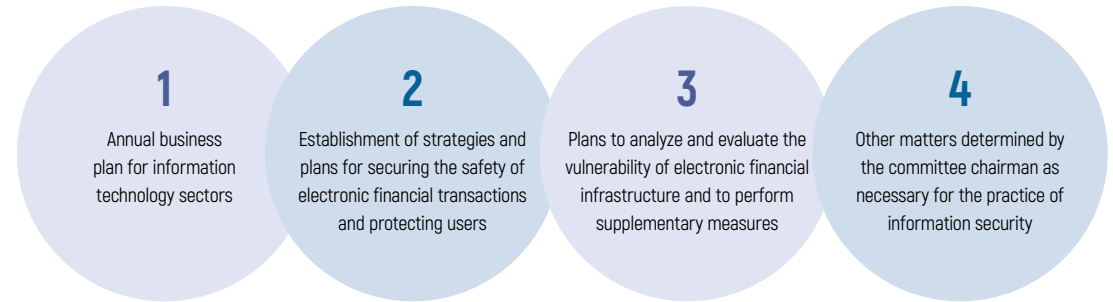 1
Annual business
plan for information
technology sectors
2
Establishment of strategies and
plans for securing the safety of
electronic financial transactions
and protecting users
3
Plans to analyze and evaluate the
vulnerability of electronic financial
infrastructure and to perform
supplementary measures
4
Other matters determined by
the committee chairman as
necessary for the practice of
information security